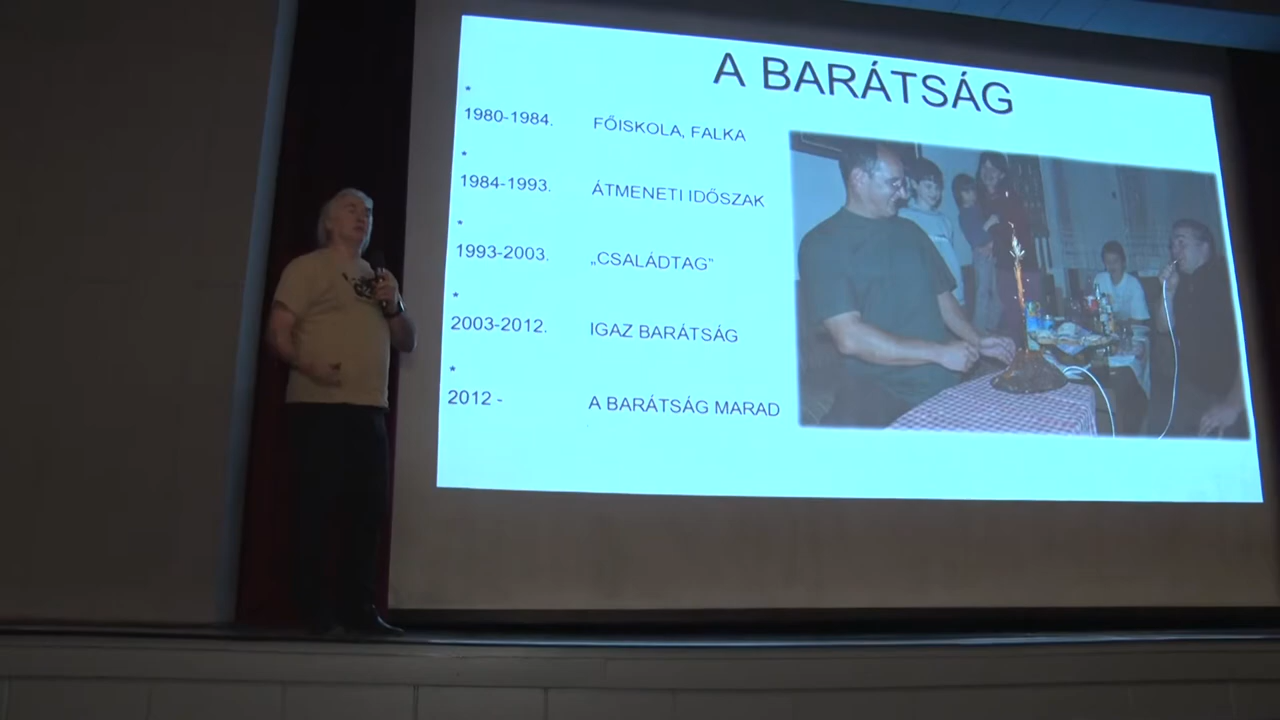 A BARÁTSÁG
*
1980-1984. FŐISKOLA, FALKA
*
1984-1993. ÁTMENETI IDŐSZAK
*
1993-2003. „CSALÁDTAG”
*
2003-2012. IGAZ BARÁTSÁG
*
2012 - A BARÁTSÁG MARAD